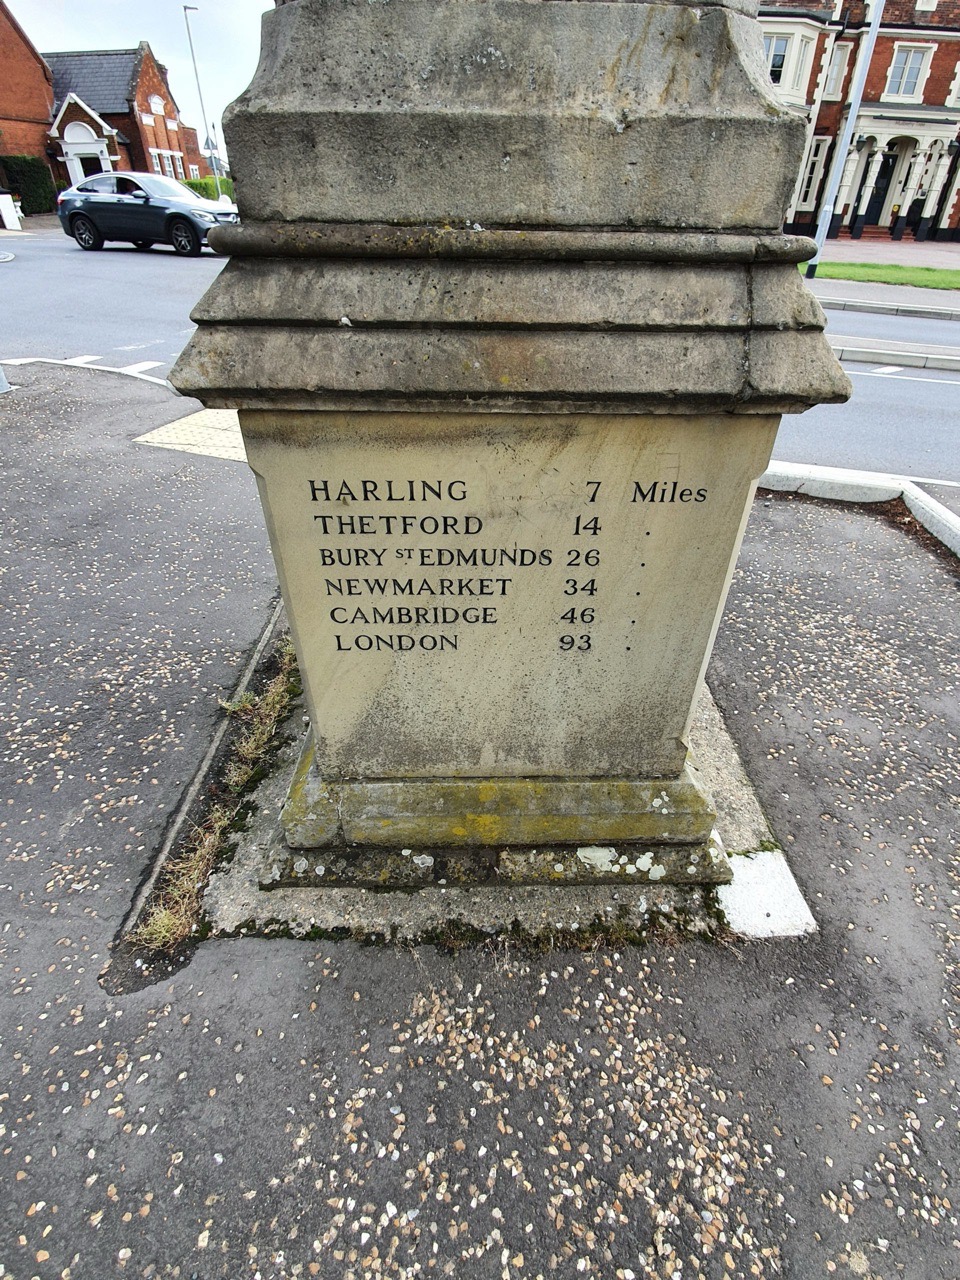 HARLING 7 Miles
THETFORD 14 .
BURY ST EDMUNDS 26 .
NEWMARKET 34 .
CAMBRIDGE 46 .
LONDON 93 .